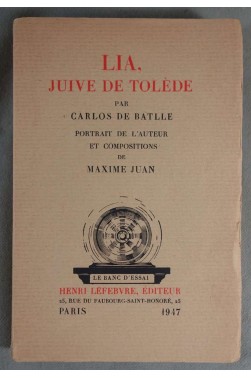 LIA,
JUIVE DE TOLÈDE
PAR
CARLOS DE BATLLE
PORTRAIT DE L'AUTEUR
ET COMPOSITIONS
DE
MAXIME JUAN
LE BANC D'ESSAI
HENRI LEFEBVRE, ÉDITEUR
25, RUE DU FAUBOURG-SAINT-HONORÉ, 25
PARIS 1947